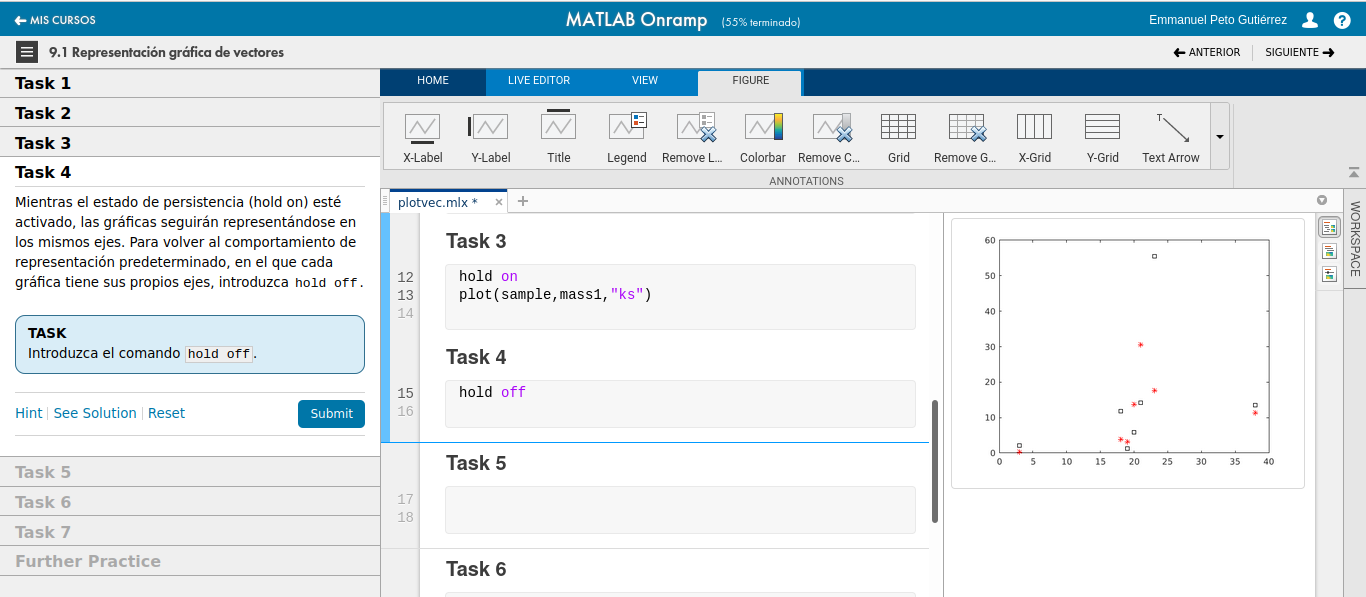 MIS CURSOS
MATLAB Onramp (55% terminado)
Emmanuel Peto Gutiérrez
9.1 Representación gráfica de vectores
ANTERIOR
SIGUIENTE
Task 1
Task 2
Task 3
Task 4
Mientras el estado de persistencia (hold on) esté
activado, las gráficas seguirán representándose en
los mismos ejes. Para volver al comportamiento de
representación predeterminado, en el que cada
gráfica tiene sus propios ejes, introduzca hold off.
TASK
Introduzca el comando hold off.
Hint See Solution Reset
Submit
Task 5
Task 6
Task 7
Further Practice
HOME LIVE EDITOR VIEW FIGURE
X-Label Y-Label Title Legend Remove L... Colorbar Remove C... Grid Remove G... X-Grid Y-Grid Text Arrow
ANNOTATIONS
plotvec.mlx *
Task 3
12 hold on
13 plot(sample,mass1,"ks")
14
Task 4
15 hold off
16
Task 5
17
18
Task 6
60
50
40
30
20
10
0
0 5 10 15 20 25 30 35 40
WORKSPACE